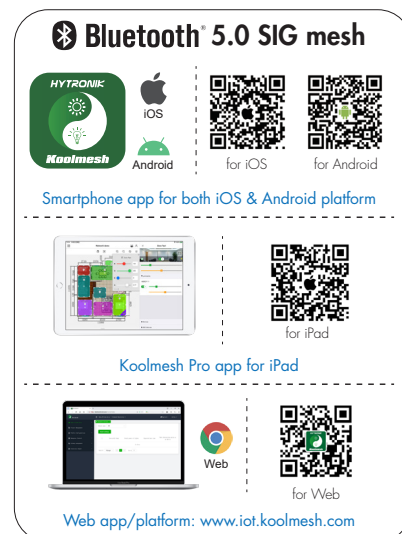 Bluetooth® 5.0 SIG mesh
HYTRONIK
Koolmesh
iOS
Android
for iOS
for Android
Smartphone app for both iOS & Android platform
for iPad
Koolmesh Pro app for iPad
Web
for Web
Web app/platform: www.iot.koolmesh.com